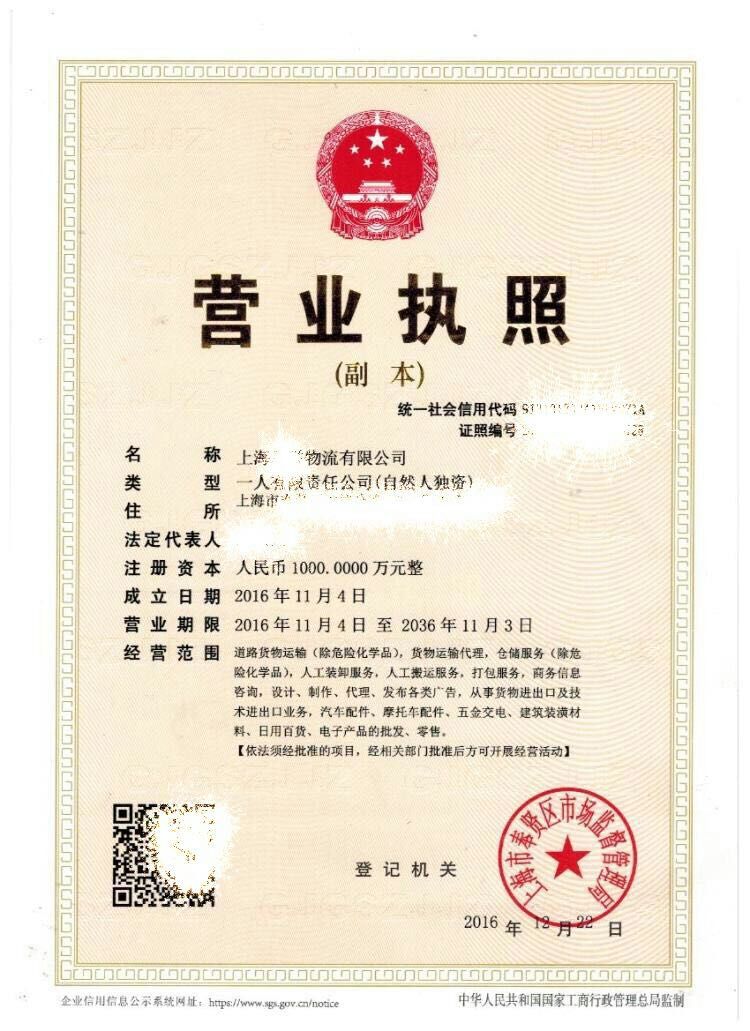 营业执照
(副 本)
统一社会信用代码
证照编号
名 称 上海 物流有限公司
类 型 一人有限责任公司(自然人独资)
住 所 上海市
法定代表人
注册资本 人民币 1000.0000 万元整
成立日期 2016 年 11 月 4 日
营业期限 2016 年 11 月 4 日 至 2036 年 11 月 3 日
经营范围 道路货物运输（除危险化学品），货物运输代理，仓储服务（除危
险化学品），人工装卸服务，人工搬运服务，打包服务，商务信息
咨询，设计、制作、代理、发布各类广告，从事货物进出口及技
术进出口业务，汽车配件、摩托车配件、五金交电、建筑装潢材
料、日用百货、电子产品的批发、零售。
【依法须经批准的项目，经相关部门批准后方可开展经营活动】
上海市奉贤区市场监督管理局
登记机关
2016 年 12 月 22 日
企业信用信息公示系统网址：https://www.sgs.gov.cn/notice
中华人民共和国国家工商行政管理总局监制